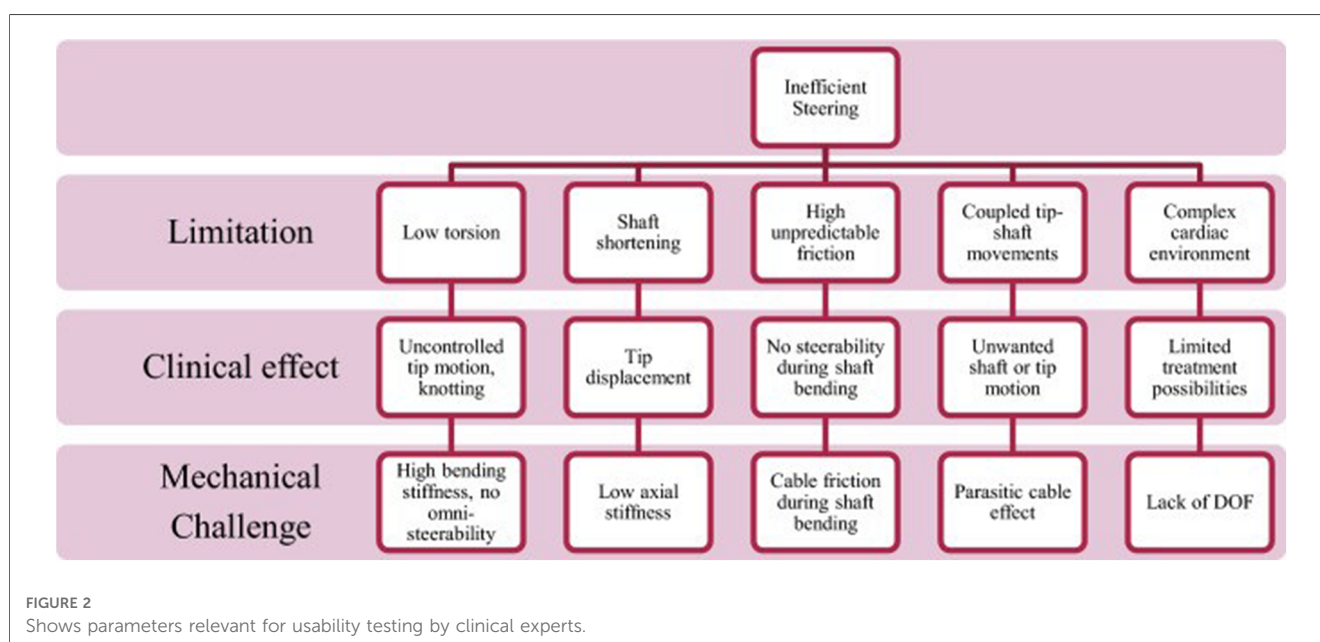 Inefficient
Steering
Limitation
Low torsion
Shaft
shortening
High
unpredictable
friction
Coupled tip-
shaft
movements
Complex
cardiac
environment
Clinical effect
Uncontrolled
tip motion,
knotting
Tip
displacement
No steerability
during shaft
bending
Unwanted
shaft or tip
motion
Limited
treatment
possibilities
Mechanical
Challenge
High bending
stiffness, no
omni-
steerability
Low axial
stiffness
Cable friction
during shaft
bending
Parasitic cable
effect
Lack of DOF
FIGURE 2
Shows parameters relevant for usability testing by clinical experts.